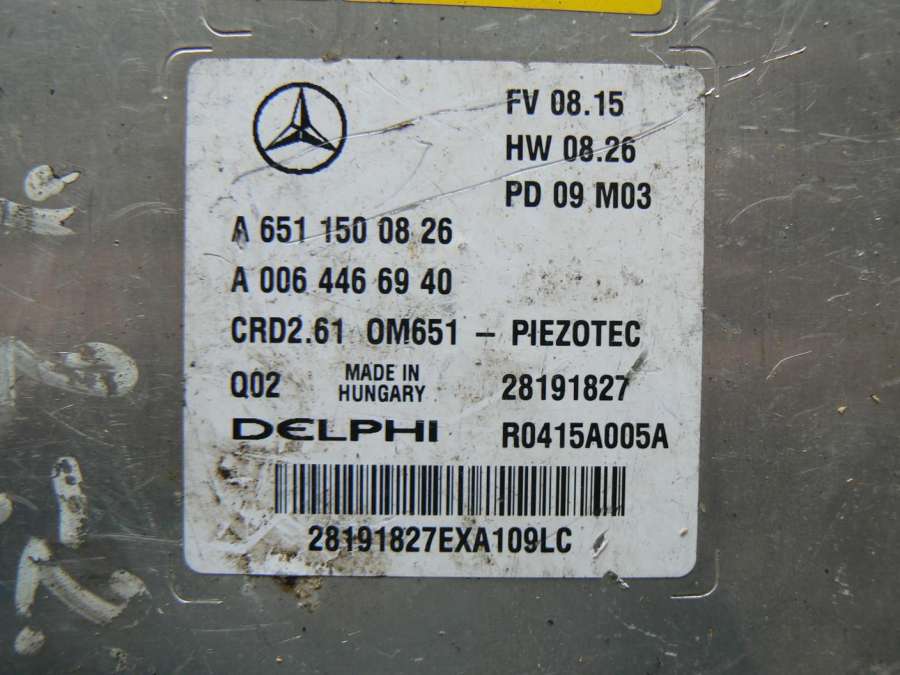 FV 08.15
HW 08.26
PD 09 M03
A 651 150 08 26
A 006 446 69 40
CRD2.61 OM651 - PIEZOTEC
Q02 MADE IN HUNGARY 28191827
DELPHI R0415A005A
28191827EXA109LC